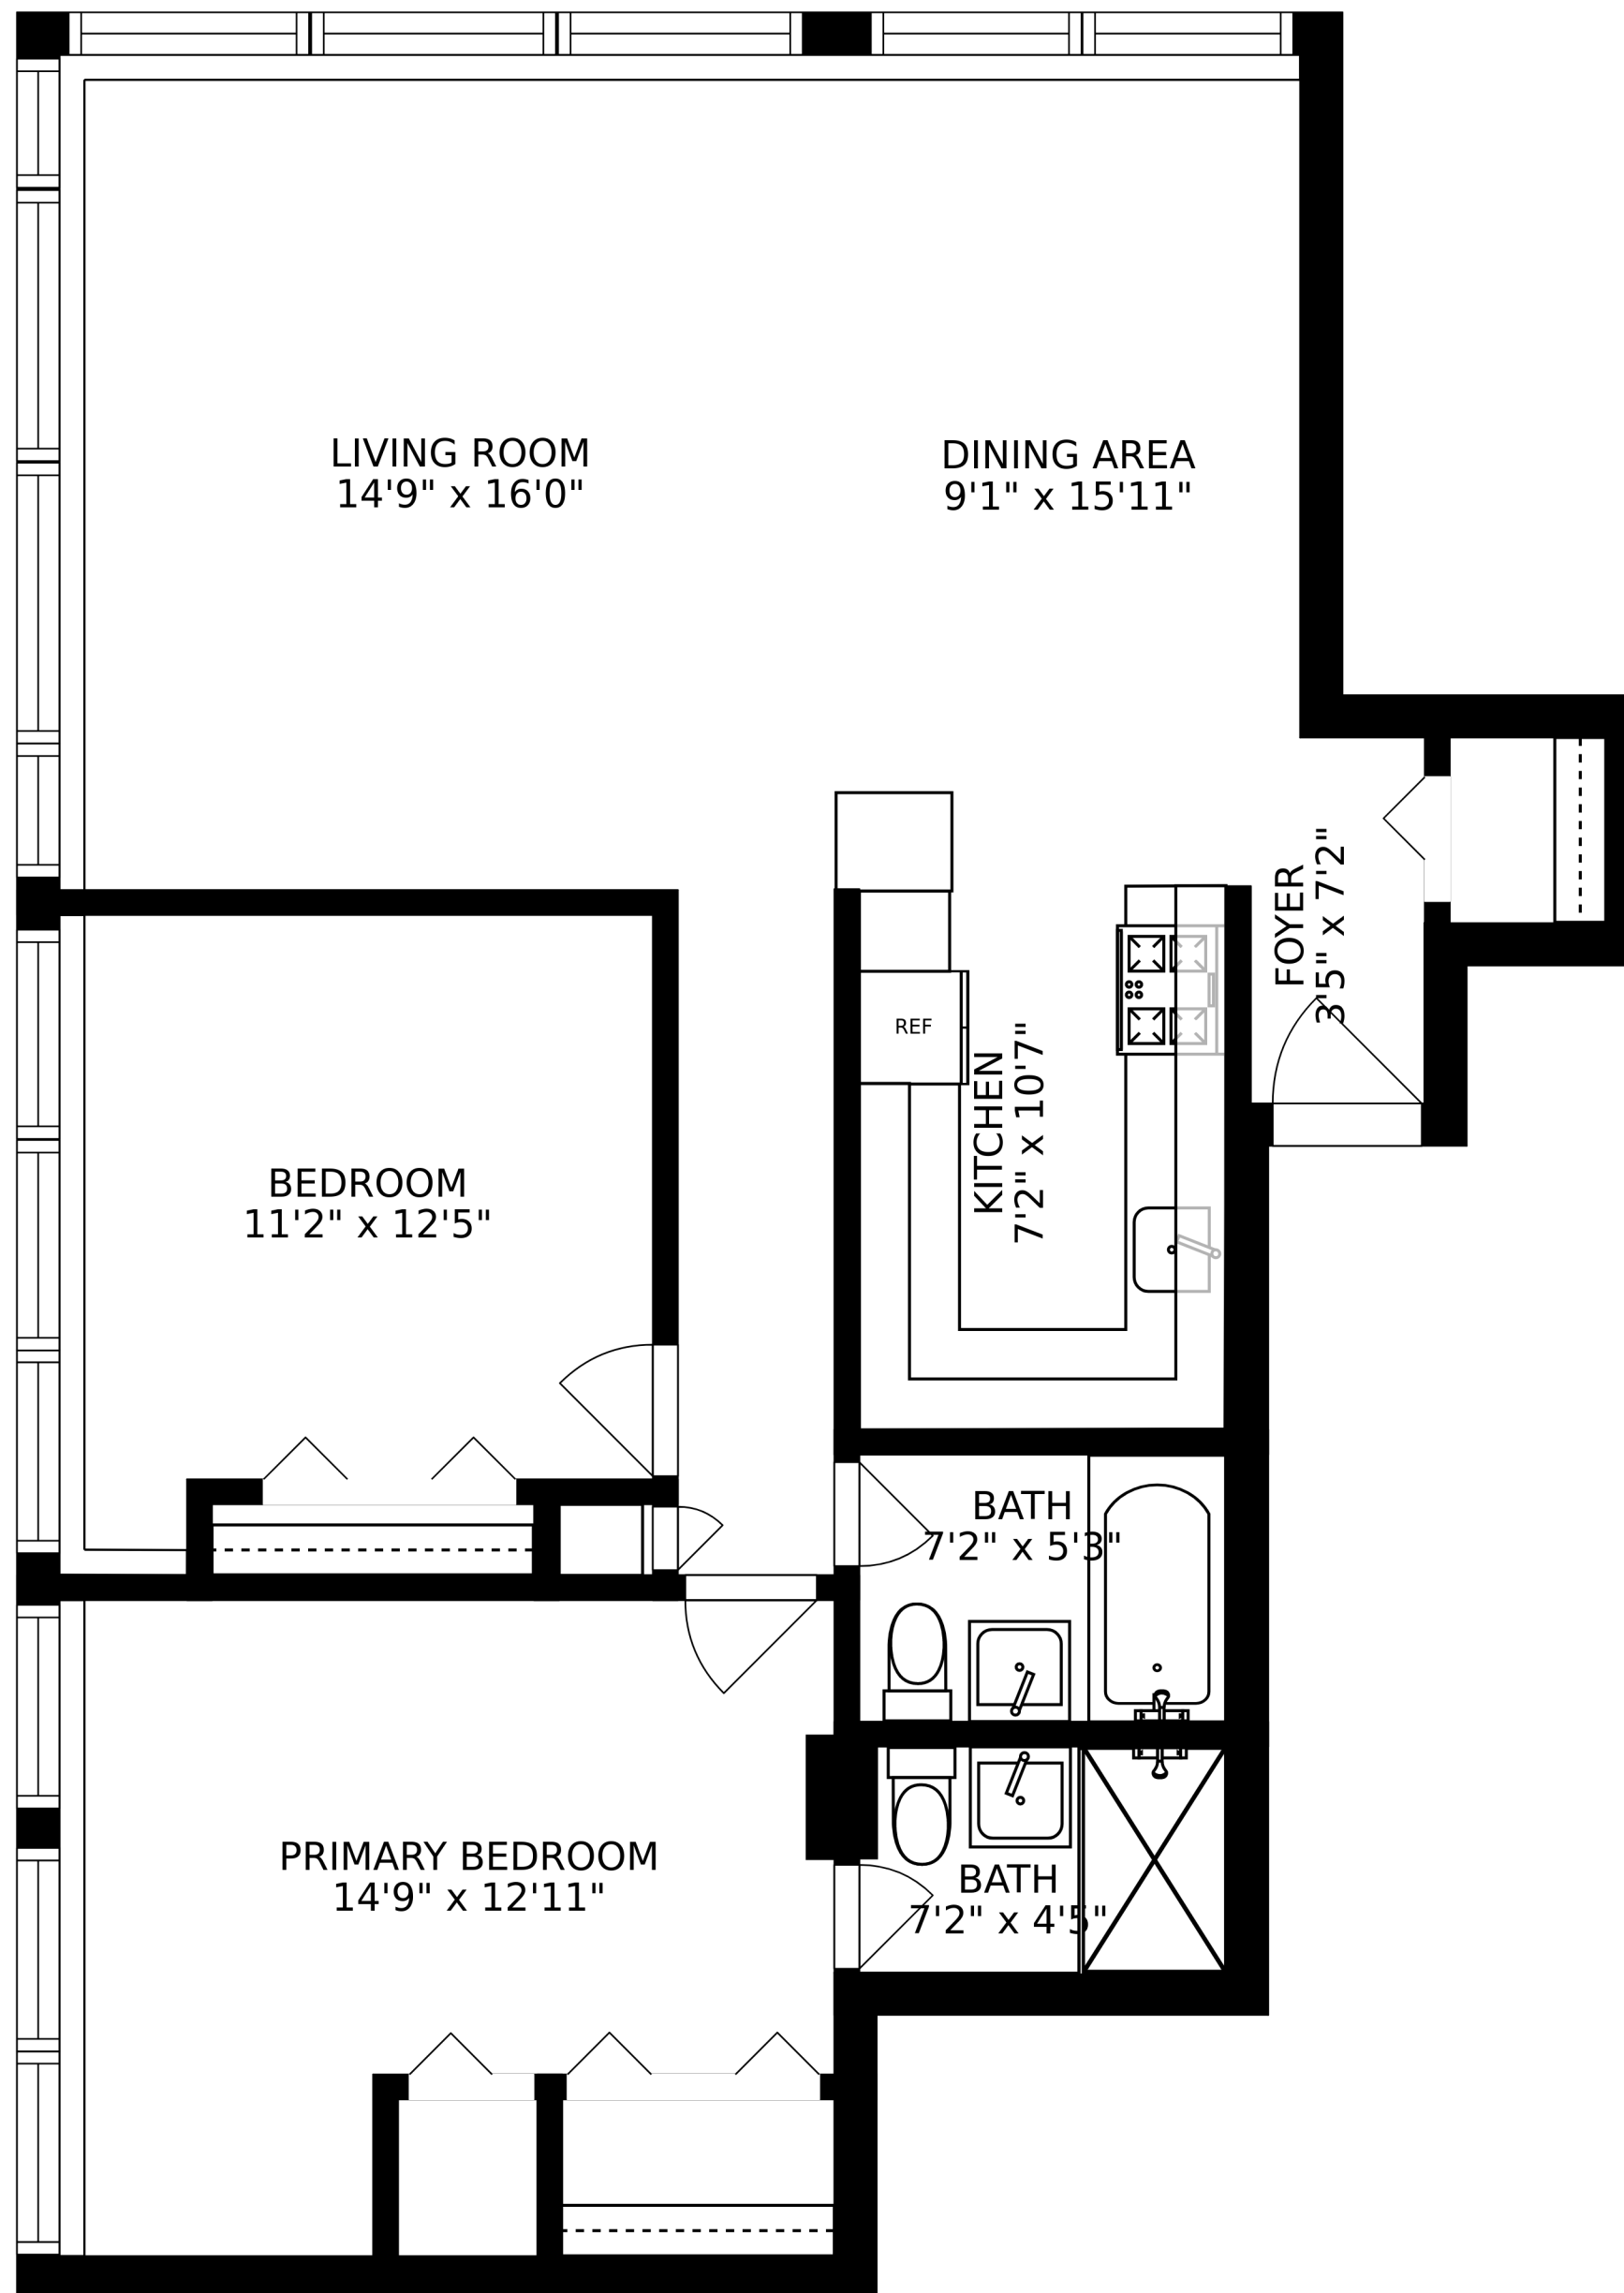 LIVING ROOM
14'9" x 16'0"
DINING AREA
9'1" x 15'11"
FOYER
3'5" x 7'2"
REF
KITCHEN
7'2" x 10'7"
BEDROOM
11'2" x 12'5"
BATH
7'2" x 5'3"
PRIMARY BEDROOM
14'9" x 12'11"
BATH
7'2" x 4'5"